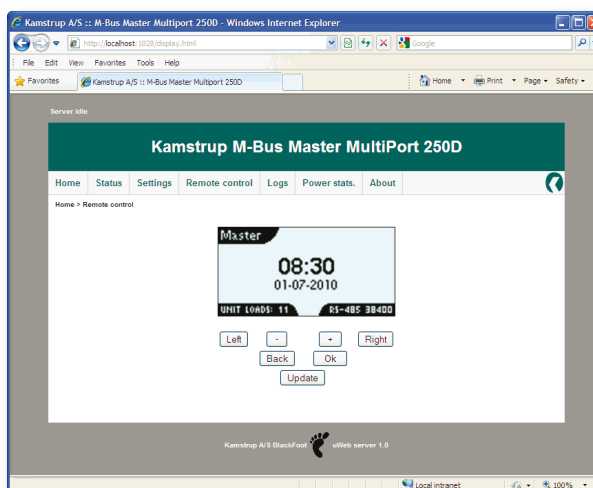 Kamstrup A/S :: M-Bus Master Multiport 250D - Windows Internet Explorer
http://localhost:1028/display.html
Google
File Edit View Favorites Tools Help
Favorites Kamstrup A/S :: M-Bus Master Multiport 250D Home Print Page Safety
Server Idle
Kamstrup M-Bus Master MultiPort 250D
Home Status Settings Remote control Logs Power stats. About
Home > Remote control
Master
08:30
01-07-2010
UNIT LOADS: 11 RS-485 38400
Left - + Right
Back Ok
Update
Kamstrup A/S BlackFoot uWeb server 1.0
Local intranet 100%